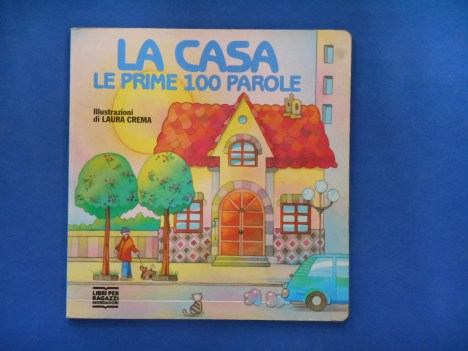 LA CASA
LE PRIME 100 PAROLE
Illustrazioni
di LAURA CREMA
LIBRI PER
RAGAZZI
MONDADORI